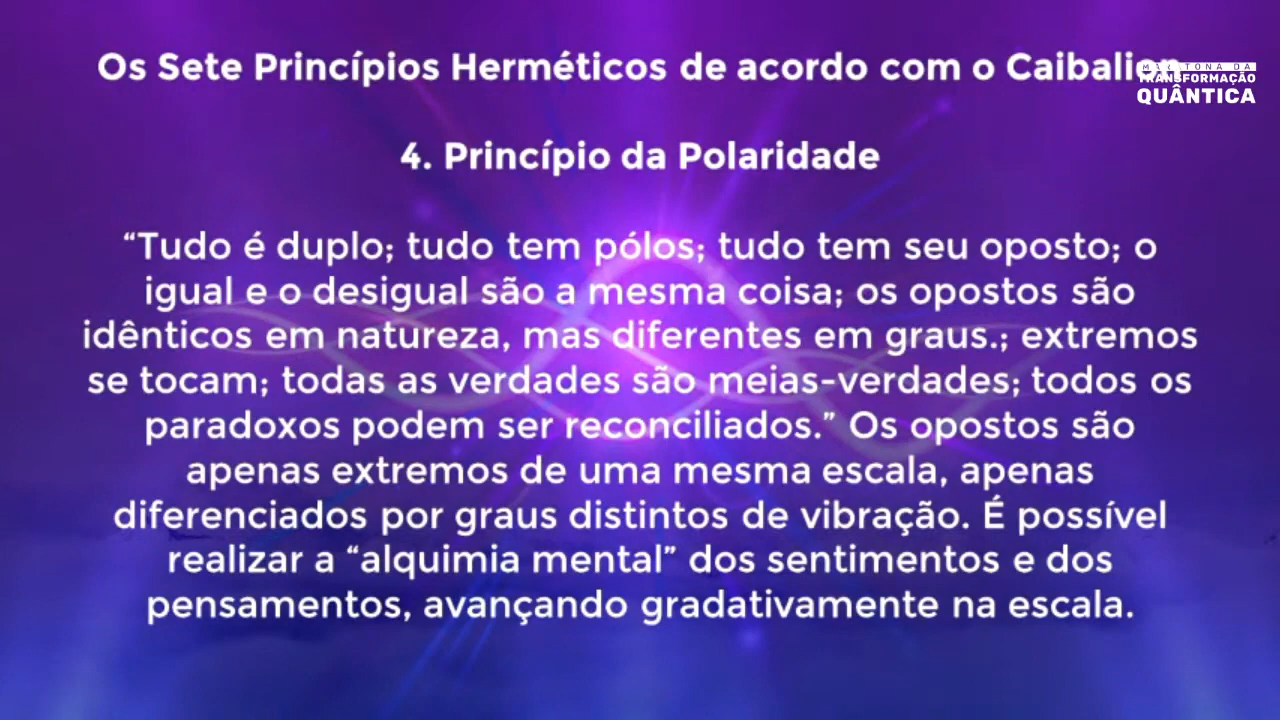 Os Sete Princípios Herméticos de acordo com o
MARATONA DA
TRANSFORMAÇÃO
QUÂNTICA
4. Princípio da Polaridade
“Tudo é duplo; tudo tem pólos; tudo tem seu oposto; o
igual e o desigual são a mesma coisa; os opostos são
idênticos em natureza, mas diferentes em graus.; extremos
se tocam; todas as verdades são meias-verdades; todos os
paradoxos podem ser reconciliados.” Os opostos são
apenas extremos de uma mesma escala, apenas
diferenciados por graus distintos de vibração. É possível
realizar a “alquimia mental” dos sentimentos e dos
pensamentos, avançando gradativamente na escala.